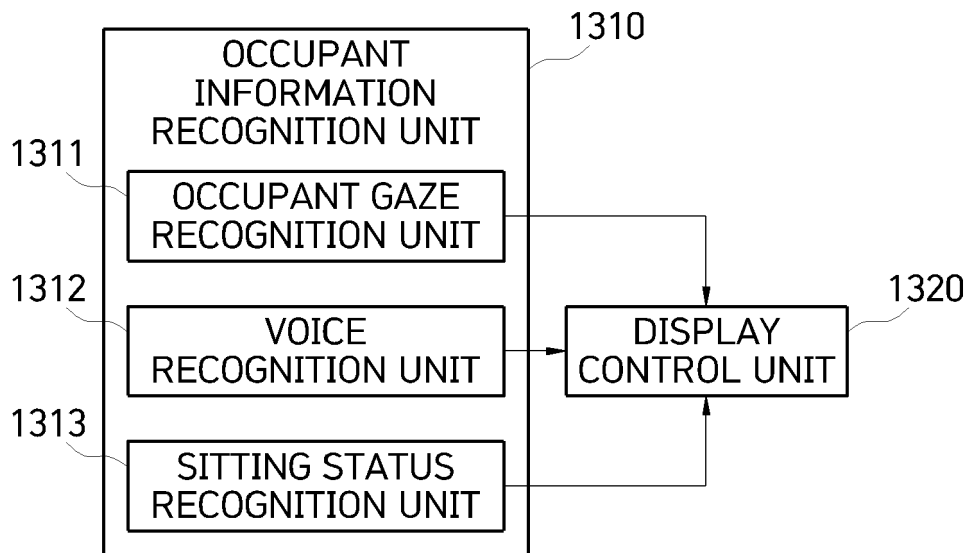 1310
OCCUPANT
INFORMATION
RECOGNITION UNIT
1311
OCCUPANT GAZE
RECOGNITION UNIT
1312
VOICE
RECOGNITION UNIT
1320
DISPLAY
CONTROL UNIT
1313
SITTING STATUS
RECOGNITION UNIT